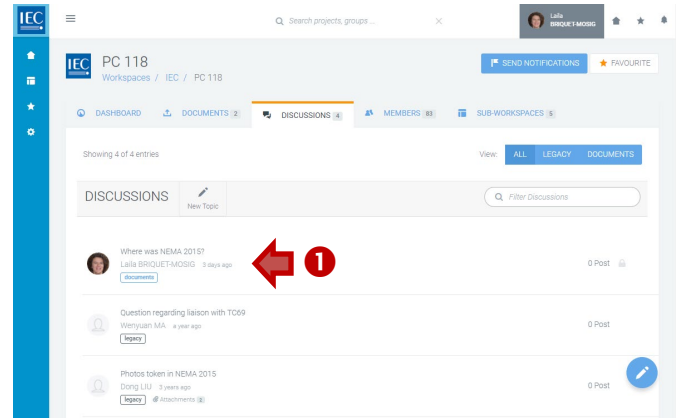 IEC
Search projects, groups ...
Laila
BRIQUET-MOSIG
IEC
PC 118
Workspaces / IEC / PC 118
SEND NOTIFICATIONS
FAVOURITE
DASHBOARD
DOCUMENTS 2
DISCUSSIONS 4
MEMBERS 83
SUB-WORKSPACES 5
Showing 4 of 4 entries
View: ALL LEGACY DOCUMENTS
DISCUSSIONS
New Topic
Filter Discussions
Where was NEMA 2015?
Laila BRIQUET-MOSIG 3 days ago
documents
0 Post
1
Question regarding liaison with TC69
Wenyuan MA a year ago
legacy
0 Post
Photos token in NEMA 2015
Dong LIU 3 years ago
legacy Attachments 2
0 Post